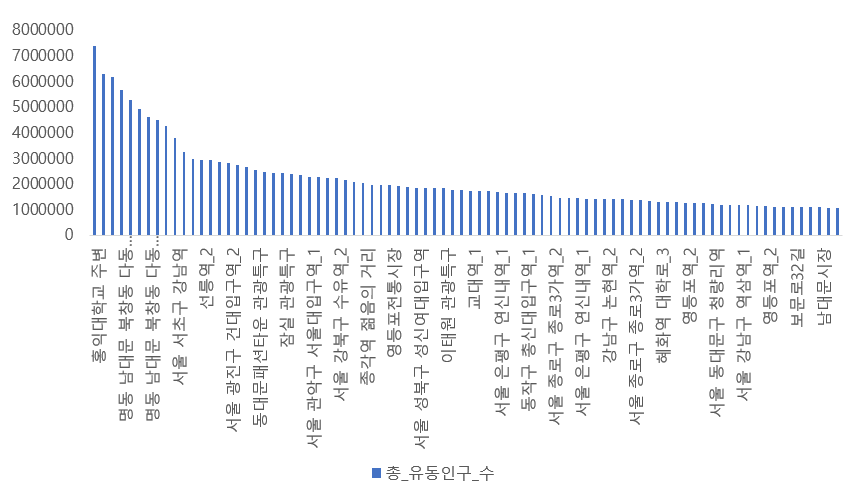 8000000
7000000
6000000
5000000
4000000
3000000
2000000
1000000
0
홍익대학교 주변
명동 남대문 북창동 다동...
명동 남대문 북창동 다동...
서울 서초구 강남역
선릉역_2
서울 광진구 건대입구역_2
동대문패션타운 관광특구
잠실 관광특구
서울 관악구 서울대입구역_1
서울 강북구 수유역_2
종각역 젊음의 거리
영등포전통시장
서울 성북구 성신여대입구역
이태원 관광특구
교대역_1
서울 은평구 연신내역_1
동작구 총신대입구역_1
서울 종로구 종로3가역_2
서울 은평구 연신내역_1
강남구 논현역_2
서울 종로구 종로3가역_2
혜화역 대학로_3
영등포역_2
서울 동대문구 청량리역
서울 강남구 역삼역_1
영등포역_2
보문로32길
남대문시장
총_유동인구_수